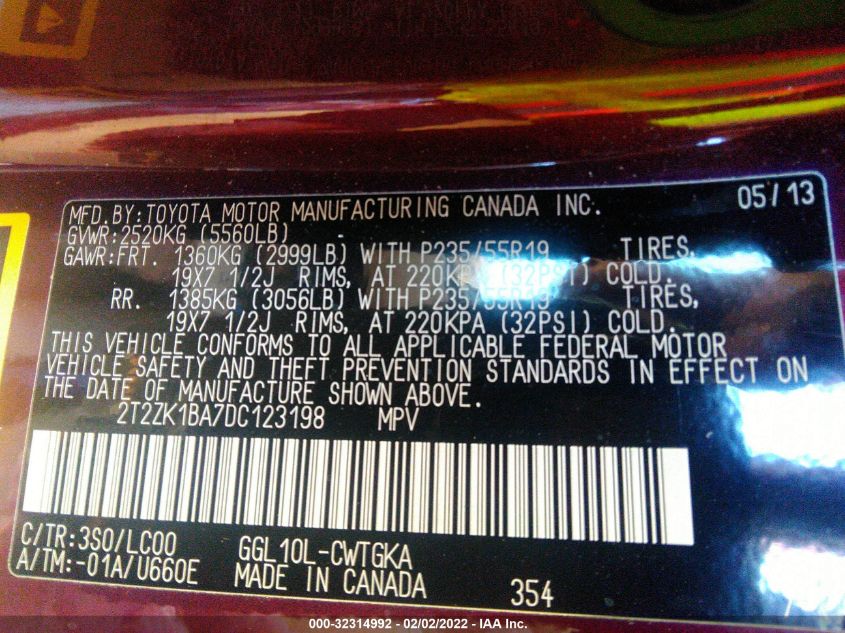 MFD.BY:TOYOTA MOTOR MANUFACTURING CANADA INC. 05/13
GVWR:2520KG (5560LB)
GAWR:FRT. 1360KG (2999LB) WITH P235/55R19 TIRES,
19X7 1/2J RIMS, AT 220KPA (32PSI) COLD.
RR. 1385KG (3056LB) WITH P235/55R19 TIRES,
19X7 1/2J RIMS, AT 220KPA (32PSI) COLD.
THIS VEHICLE CONFORMS TO ALL APPLICABLE FEDERAL MOTOR
VEHICLE SAFETY AND THEFT PREVENTION STANDARDS IN EFFECT ON
THE DATE OF MANUFACTURE SHOWN ABOVE.
2T2ZK1BA7DC123198 MPV
C/TR:3S0/LC00 GGL10L-CWTGKA
A/TM:-01A/U660E MADE IN CANADA 354
000-32314992 - 02/02/2022 - IAA Inc.